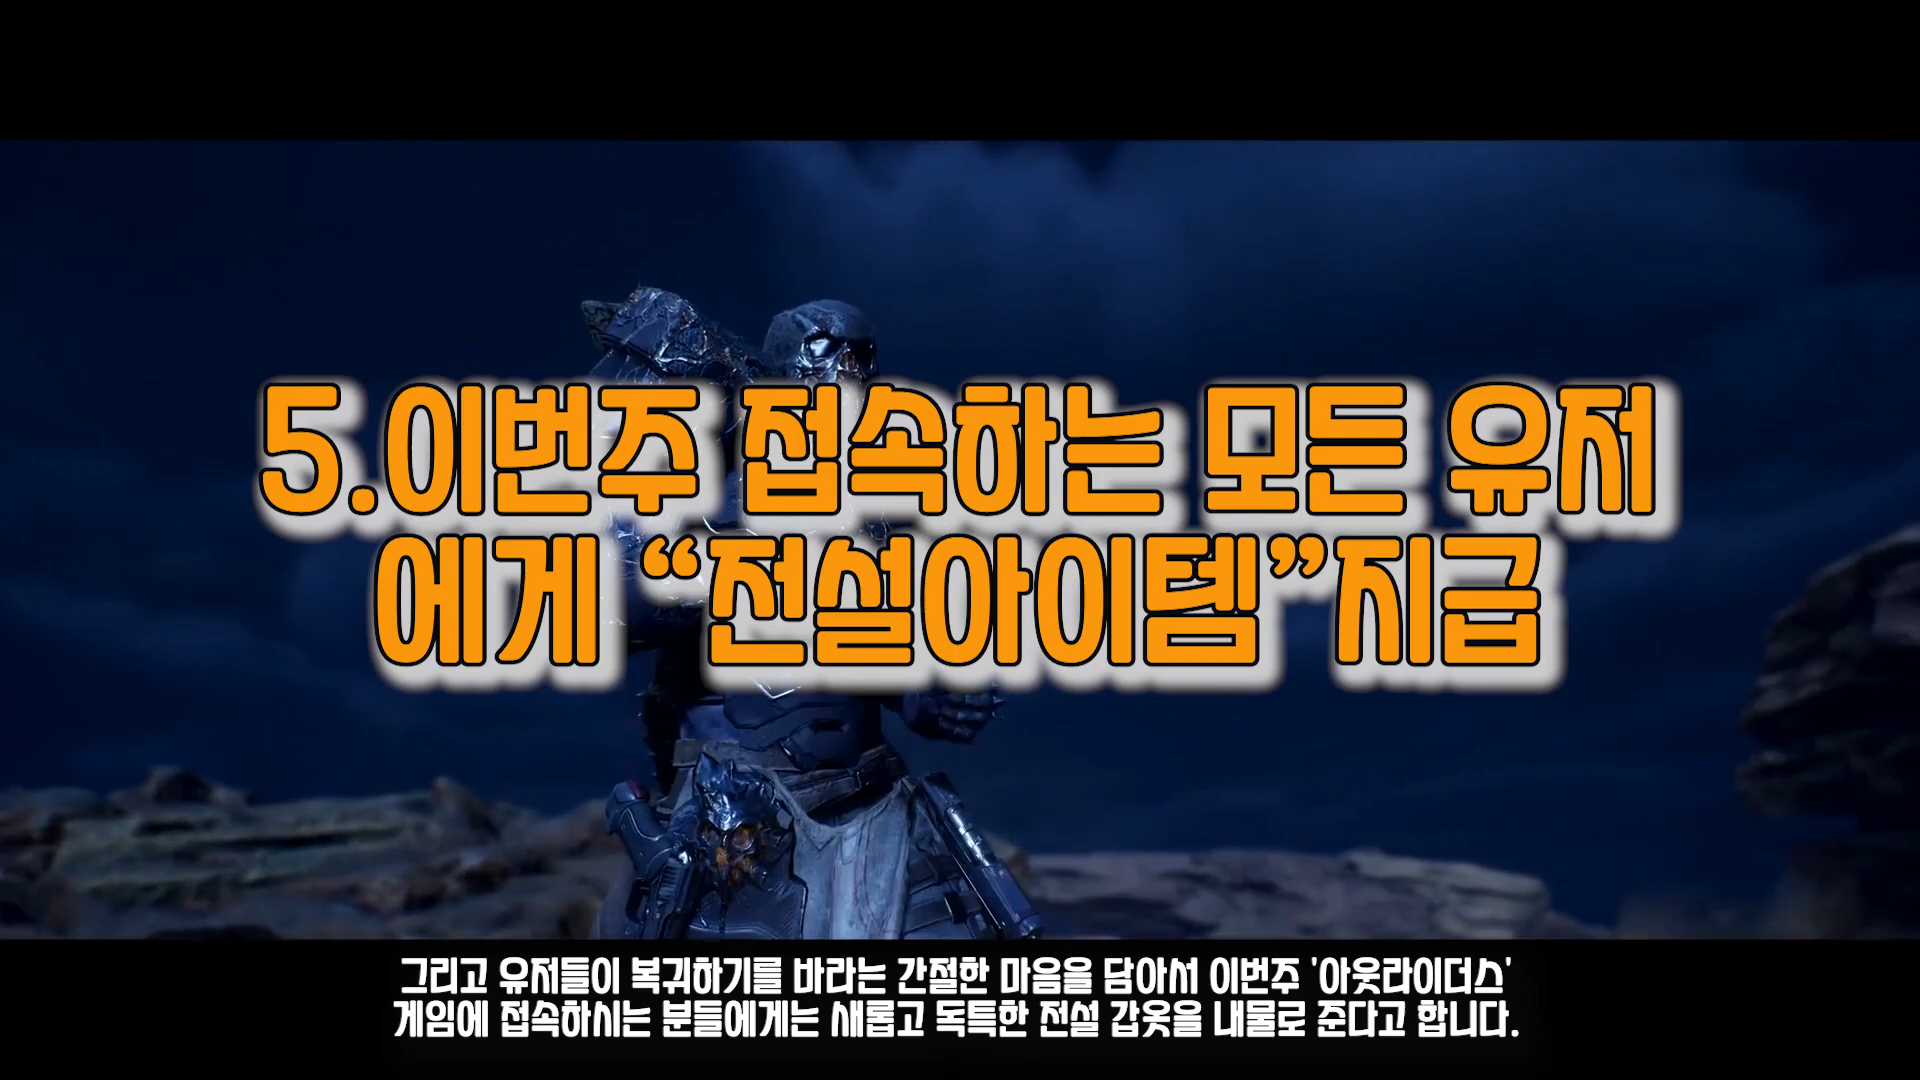 5.이번주 접속하는 모든 유저
에게 “전설아이템”지급
그리고 유저들이 복귀하기를 바라는 간절한 마음을 담아서 이번주 '아웃라이더스'
게임에 접속하시는 분들에게는 새롭고 독특한 전설 갑옷을 내물로 준다고 합니다.